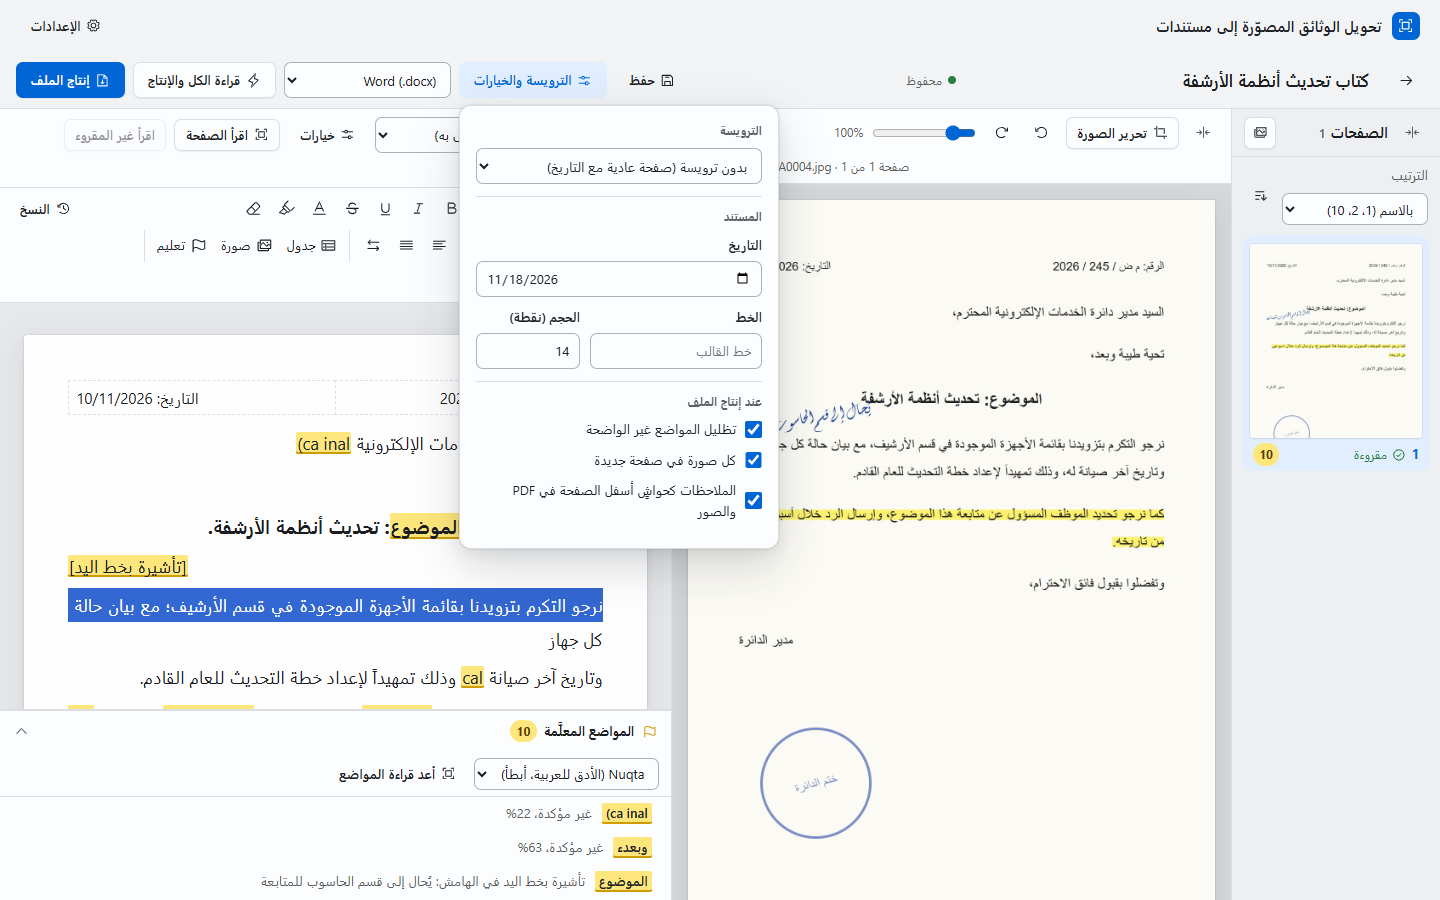 تحويل الوثائق المصوّرة إلى مستندات
الإعدادات
كتاب تحديث أنظمة الأرشفة
محفوظ
حفظ
الترويسة والخيارات
Word (.docx)
قراءة الكل والإنتاج
إنتاج الملف
الصفحات 1
الترتيب
بالاسم (1، 2، 10)
1 مقروءة 10
تحرير الصورة
100%
صفحة 1 من 1 · A0004.jpg
الرقم: م ض / 245 / 2026
التاريخ:
السيد مدير دائرة الخدمات الإلكترونية المحترم،
تحية طيبة وبعد،
الموضوع: تحديث أنظمة الأرشفة
يُحال إلى قسم الحاسوب
نرجو التكرم بتزويدنا بقائمة الأجهزة الموجودة في قسم الأرشيف، مع بيان حالة كل
وتاريخ آخر صيانة له، وذلك تمهيداً لإعداد خطة التحديث للعام القادم.
كما نرجو تحديد الموظف المسؤول عن متابعة هذا الموضوع، وإرسال الرد خلال
من تاريخه.
وتفضلوا بقبول فائق الاحترام،
مدير الدائرة
ختم الدائرة
الترويسة
بدون ترويسة (صفحة عادية مع التاريخ)
المستند
التاريخ
11/18/2026
الخط
الحجم (نقطة)
خط القالب
14
عند إنتاج الملف
تظليل المواضع غير الواضحة
كل صورة في صفحة جديدة
الملاحظات كحواشٍ أسفل الصفحة في PDF
والصور
خيارات
اقرأ الصفحة
اقرأ غير المقروء
B I U S A
النسخ
جدول
صورة
تعليم
التاريخ: 10/11/2026
الإلكترونية (ca inal
الموضوع: تحديث أنظمة الأرشفة.
[تأشيرة بخط اليد]
نرجو التكرم بتزويدنا بقائمة الأجهزة الموجودة في قسم الأرشيف؛ مع بيان حالة
كل جهاز
وتاريخ آخر صيانة cal وذلك تمهيداً لإعداد خطة التحديث للعام القادم.
المواضع المعلَّمة 10
Nuqta (الأدق للعربية، أبطأ)
أعد قراءة المواضع
(ca inal غير مؤكدة، 22%
وبعدء غير مؤكدة، 63%
الموضوع تأشيرة بخط اليد في الهامش: يُحال إلى قسم الحاسوب للمتابعة